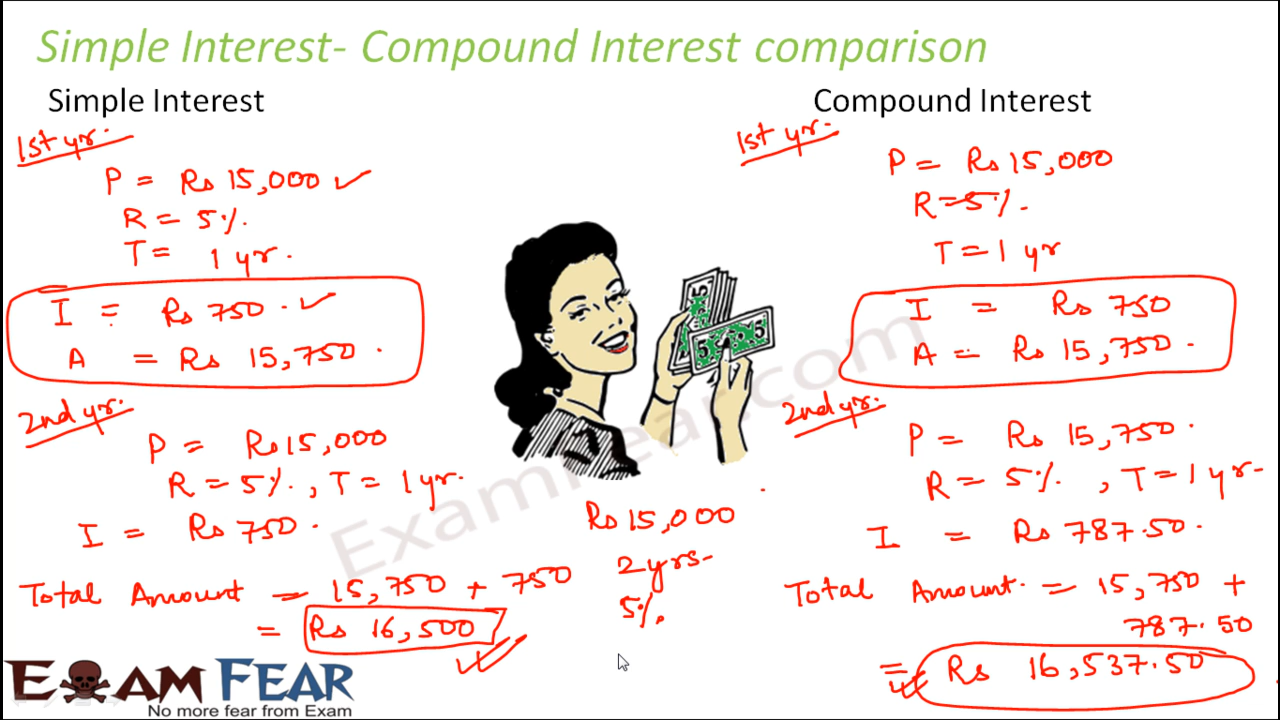 Simple Interest- Compound Interest comparison
Simple Interest
1st yr.
P = Rs 15,000 ✓
R = 5%.
T = 1 yr.
I = Rs 750. ✓
A = Rs 15,750.
2nd yr.
P = Rs 15,000
R = 5%., T = 1 yr.
I = Rs 750.
Total Amount = 15,750 + 750
= Rs 16,500
Rs 15,000
2 yrs-
5%.
Compound Interest
1st yr.
P = Rs 15,000
R = 5%.
T = 1 yr
I = Rs 750
A = Rs 15,750.
2nd yr.
P = Rs 15,750.
R = 5%., T = 1 yr-
I = Rs 787.50.
Total Amount. = 15,750 +
787.50
= Rs 16,537.50
5
5
5
Examfear.com
EXAM FEAR
No more fear from Exam